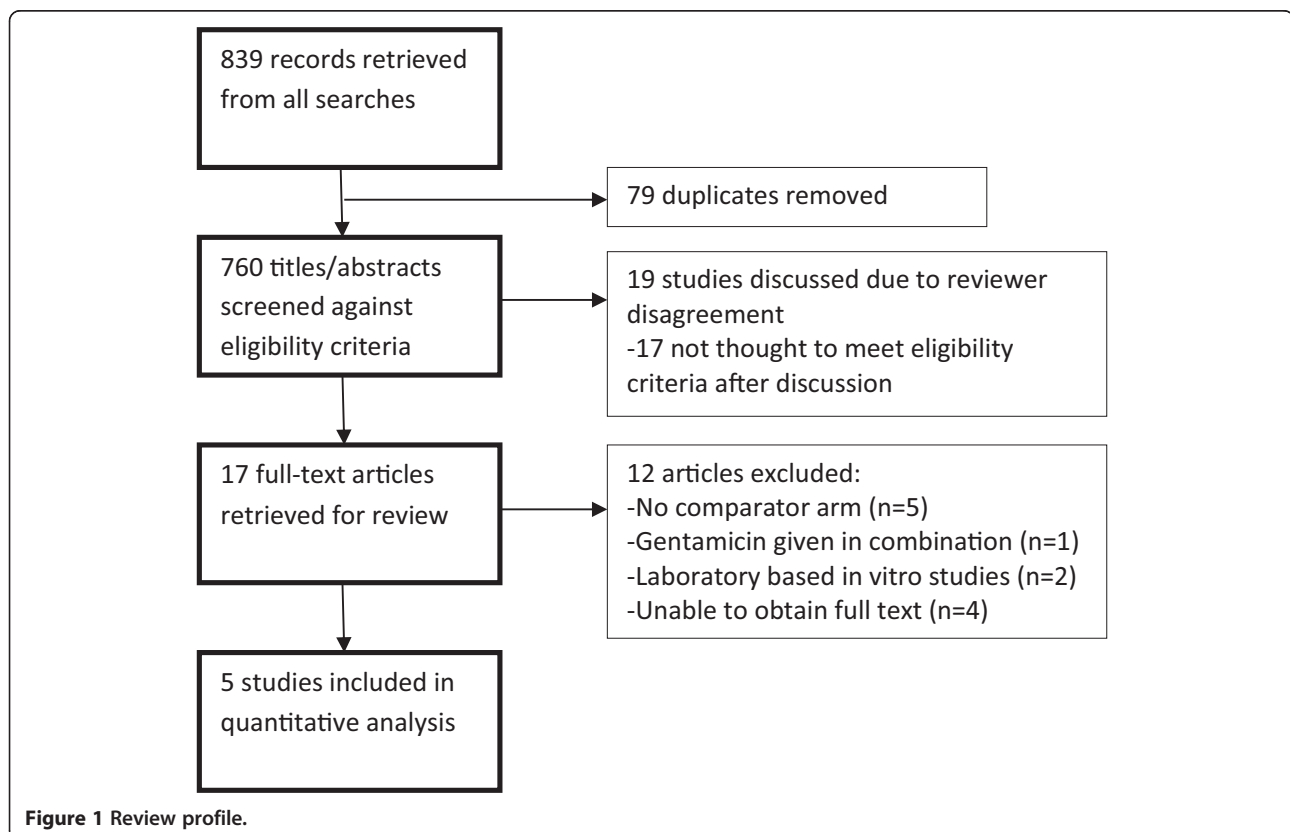 839 records retrieved
from all searches
79 duplicates removed
760 titles/abstracts
screened against
eligibility criteria
19 studies discussed due to reviewer
disagreement
-17 not thought to meet eligibility
criteria after discussion
17 full-text articles
retrieved for review
12 articles excluded:
-No comparator arm (n=5)
-Gentamicin given in combination (n=1)
-Laboratory based in vitro studies (n=2)
-Unable to obtain full text (n=4)
5 studies included in
quantitative analysis
Figure 1 Review profile.